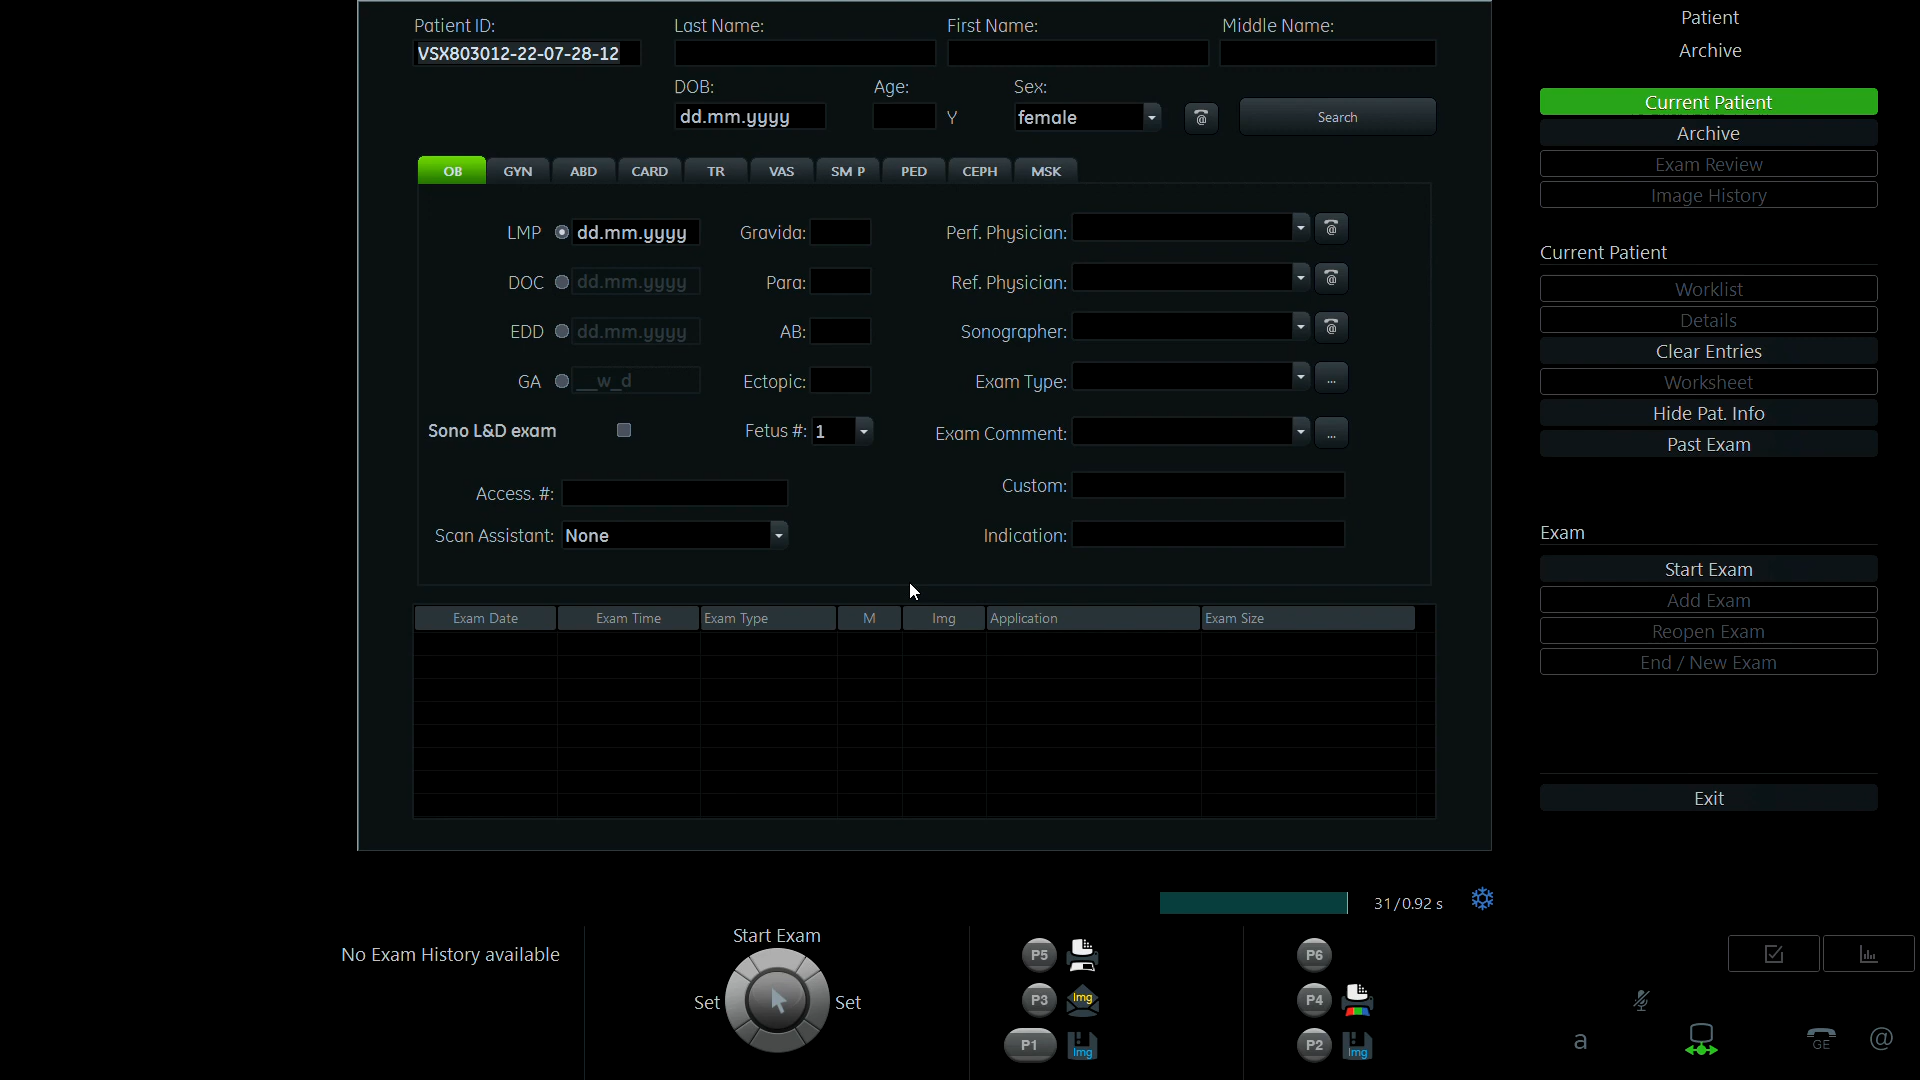 Patient ID: Last Name: First Name: Middle Name:
VSX803012-22-07-28-12
DOB: Age: Sex:
dd.mm.yyyy Y female @ Search
OB GYN ABD CARD TR VAS SM P PED CEPH MSK
LMP dd.mm.yyyy Gravida: Perf. Physician: @
DOC dd.mm.yyyy Para: Ref. Physician: @
EDD dd.mm.yyyy AB: Sonographer: @
GA __w_d Ectopic: Exam Type: ...
Sono L&D exam Fetus #: 1 Exam Comment: ...
Access. #: Custom:
Scan Assistant: None Indication:
Exam Date Exam Time Exam Type M Img Application Exam Size
Patient
Archive
Current Patient
Archive
Exam Review
Image History
Current Patient
Worklist
Details
Clear Entries
Worksheet
Hide Pat. Info
Past Exam
Exam
Start Exam
Add Exam
Reopen Exam
End / New Exam
Exit
31/0.92 s
No Exam History available
Start Exam
Set Set
P5
P3 Img
P1 Img
P6
P4
P2 Img
a GE @